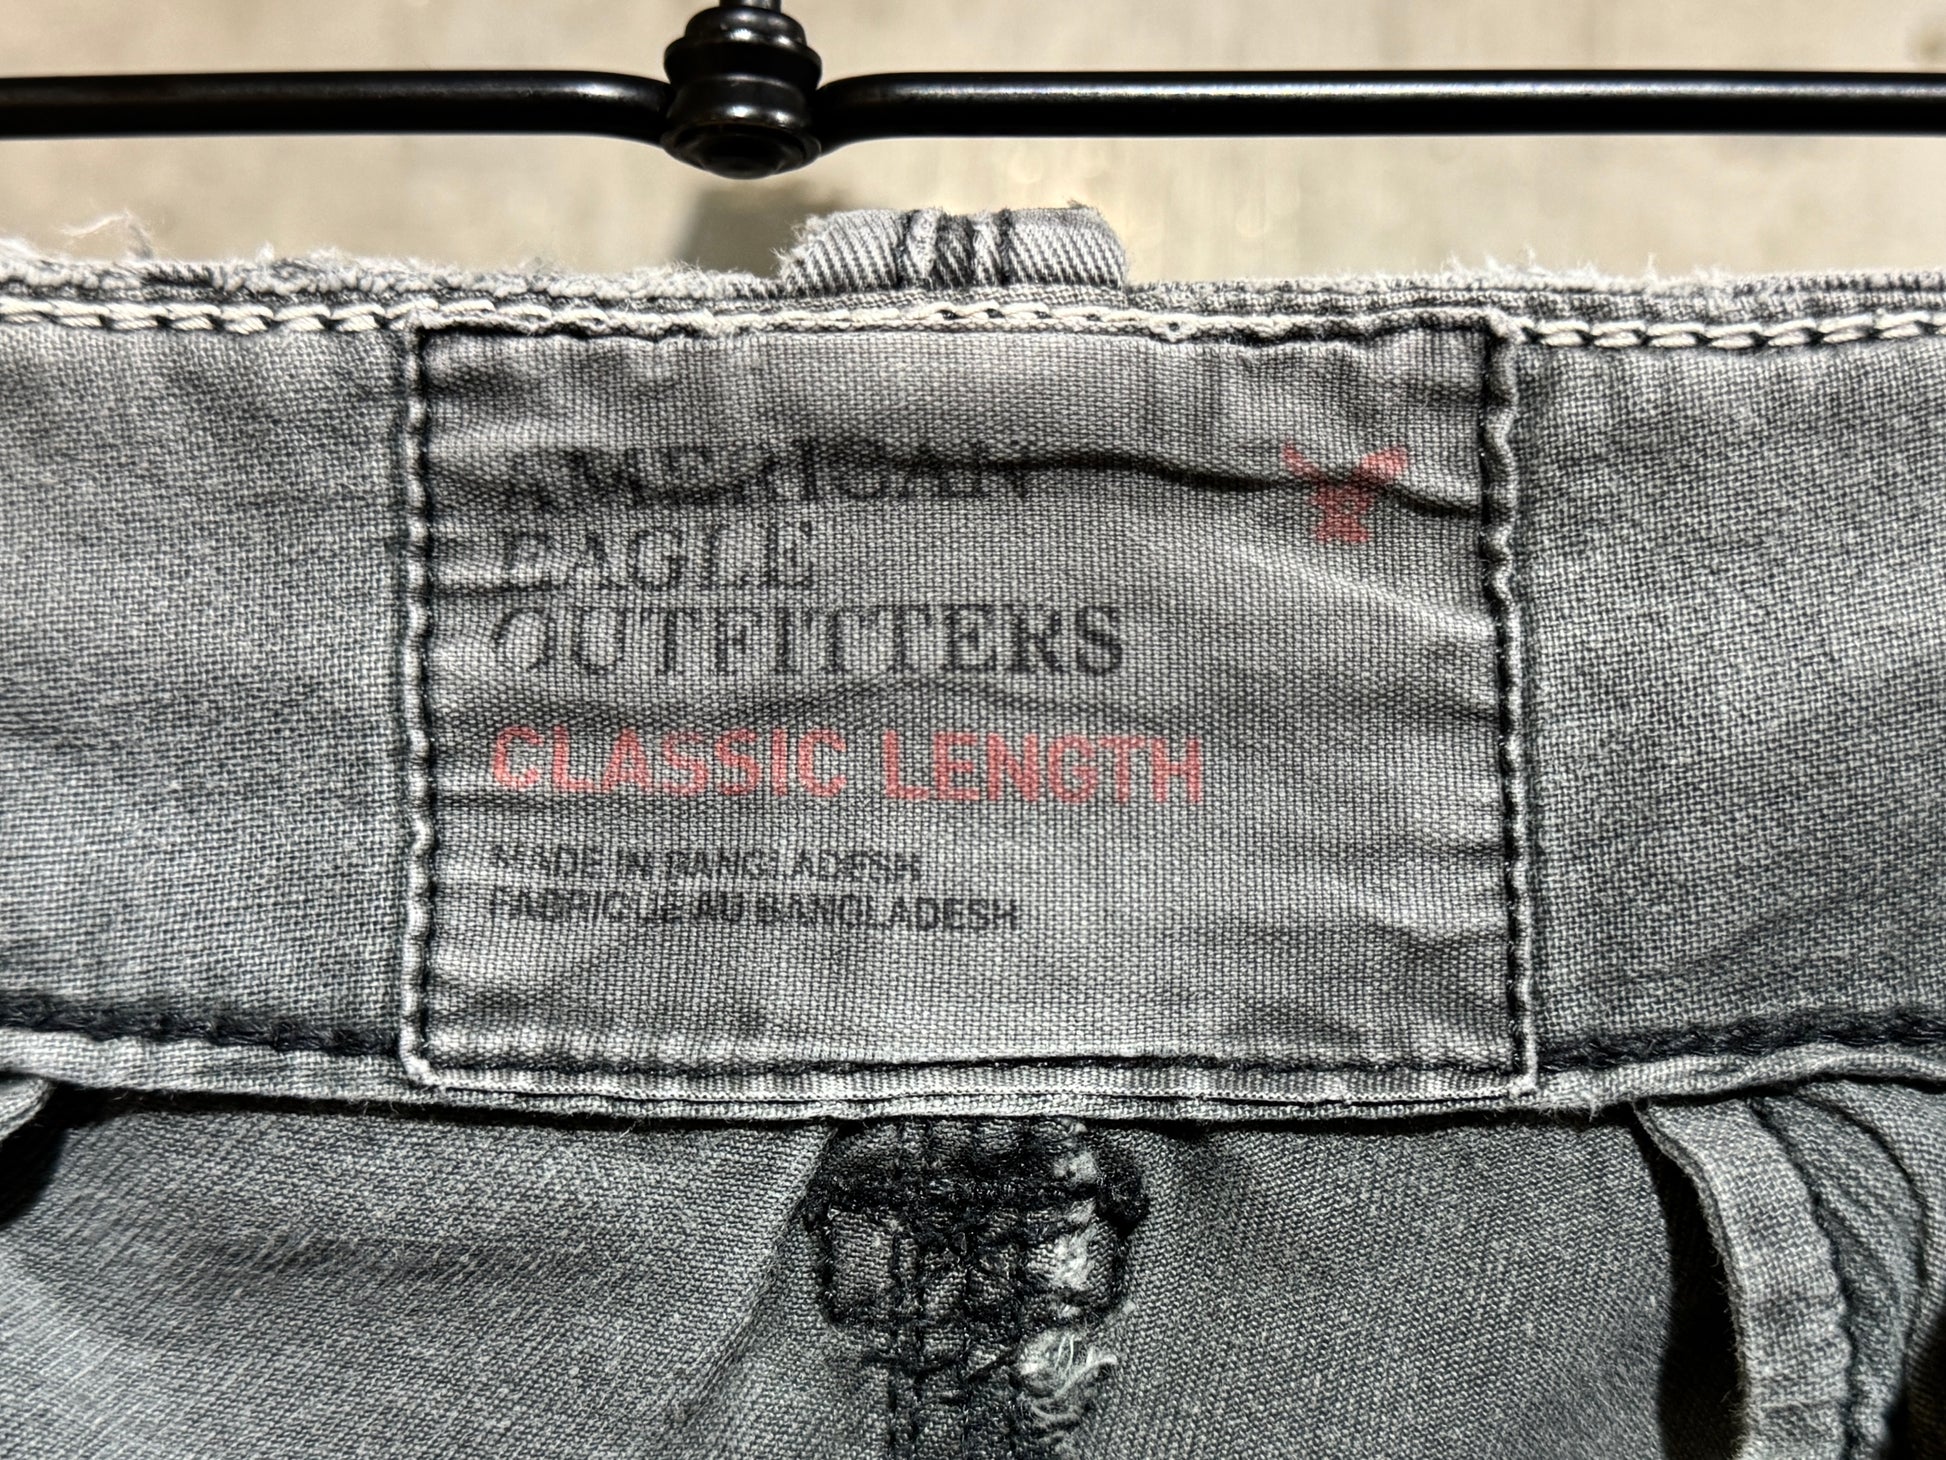 AMERICAN
EAGLE
OUTFITTERS
CLASSIC LENGTH
MADE IN BANGLADESH
FABRIQUE AU BANGLADESH